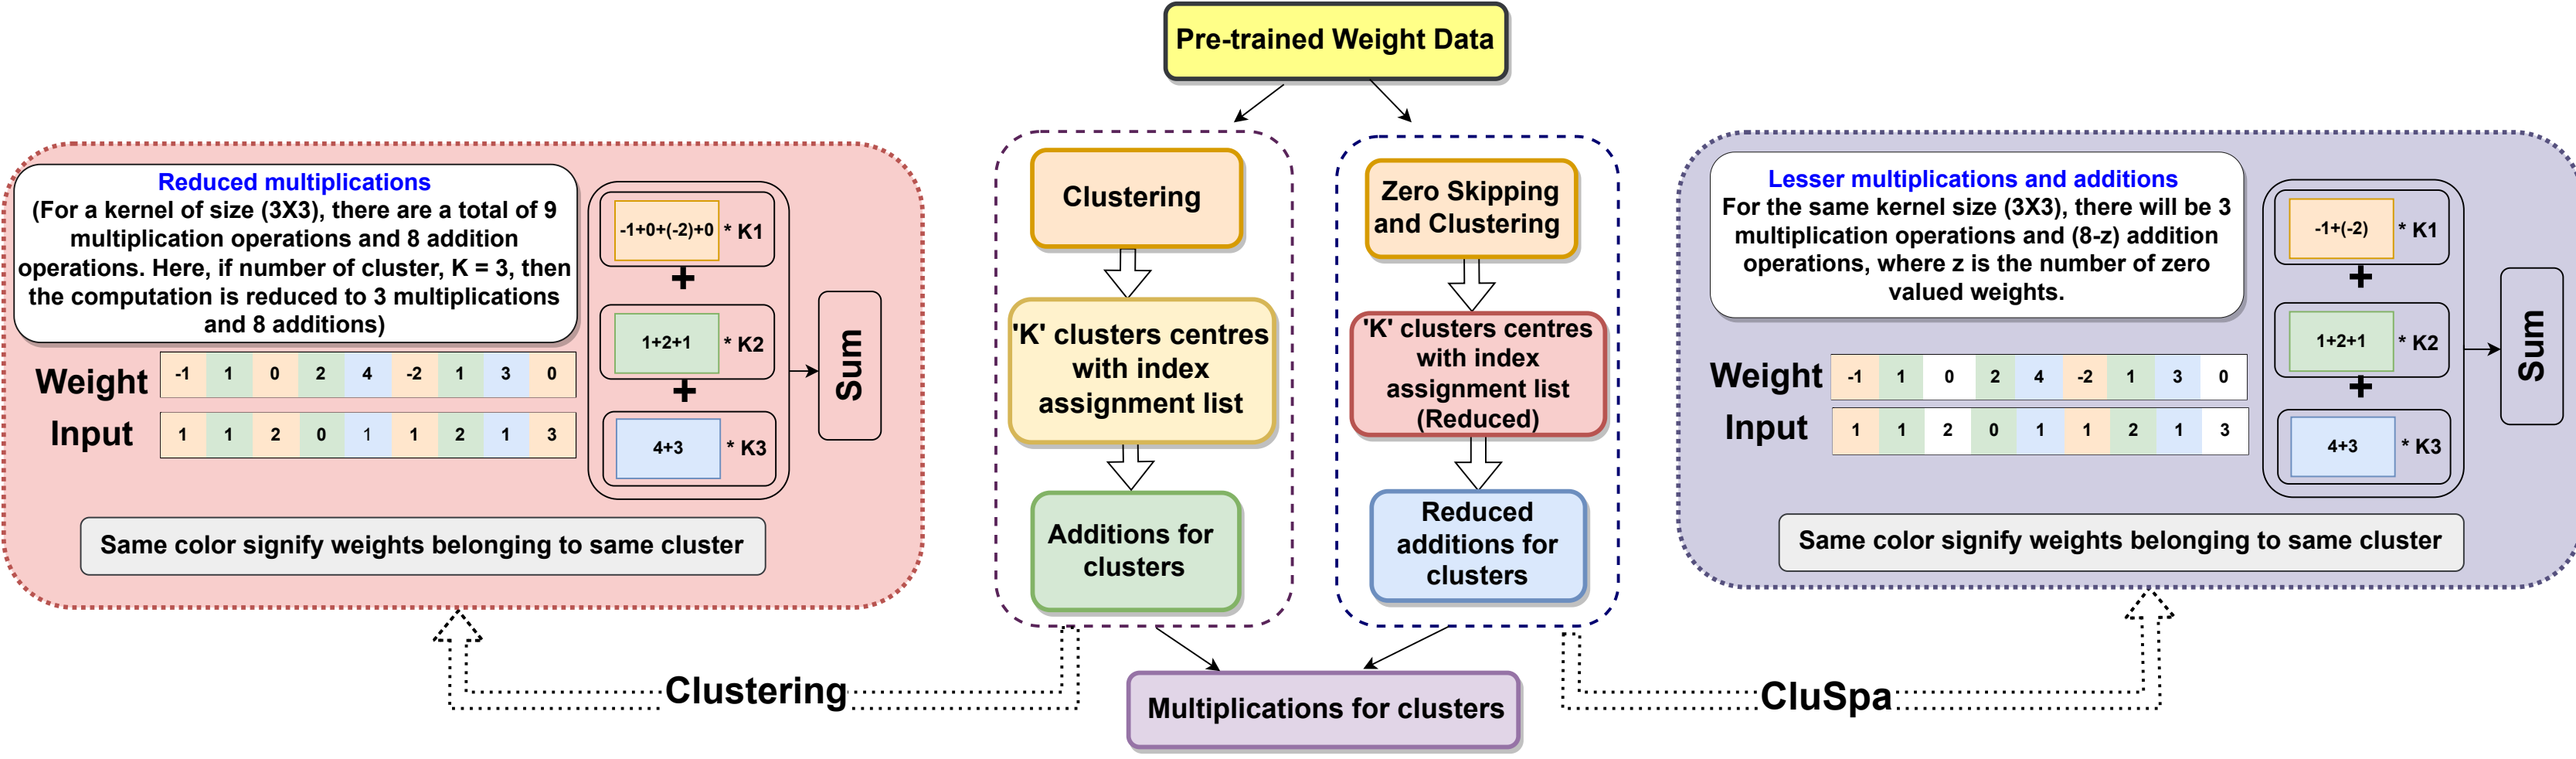 Pre-trained Weight Data
Reduced multiplications
(For a kernel of size (3X3), there are a total of 9
multiplication operations and 8 addition
operations. Here, if number of cluster, K = 3, then
the computation is reduced to 3 multiplications
and 8 additions)
Weight -1 1 0 2 4 -2 1 3 0
Input 1 1 2 0 1 1 2 1 3
-1+0+(-2)+0 * K1
+
1+2+1 * K2
+
4+3 * K3
Sum
Same color signify weights belonging to same cluster
Clustering
'K' clusters centres
with index
assignment list
Additions for
clusters
Zero Skipping
and Clustering
'K' clusters centres
with index
assignment list
(Reduced)
Reduced
additions for
clusters
Lesser multiplications and additions
For the same kernel size (3X3), there will be 3
multiplication operations and (8-z) addition
operations, where z is the number of zero
valued weights.
Weight -1 1 0 2 4 -2 1 3 0
Input 1 1 2 0 1 1 2 1 3
-1+(-2) * K1
+
1+2+1 * K2
+
4+3 * K3
Sum
Same color signify weights belonging to same cluster
Clustering
Multiplications for clusters
CluSpa